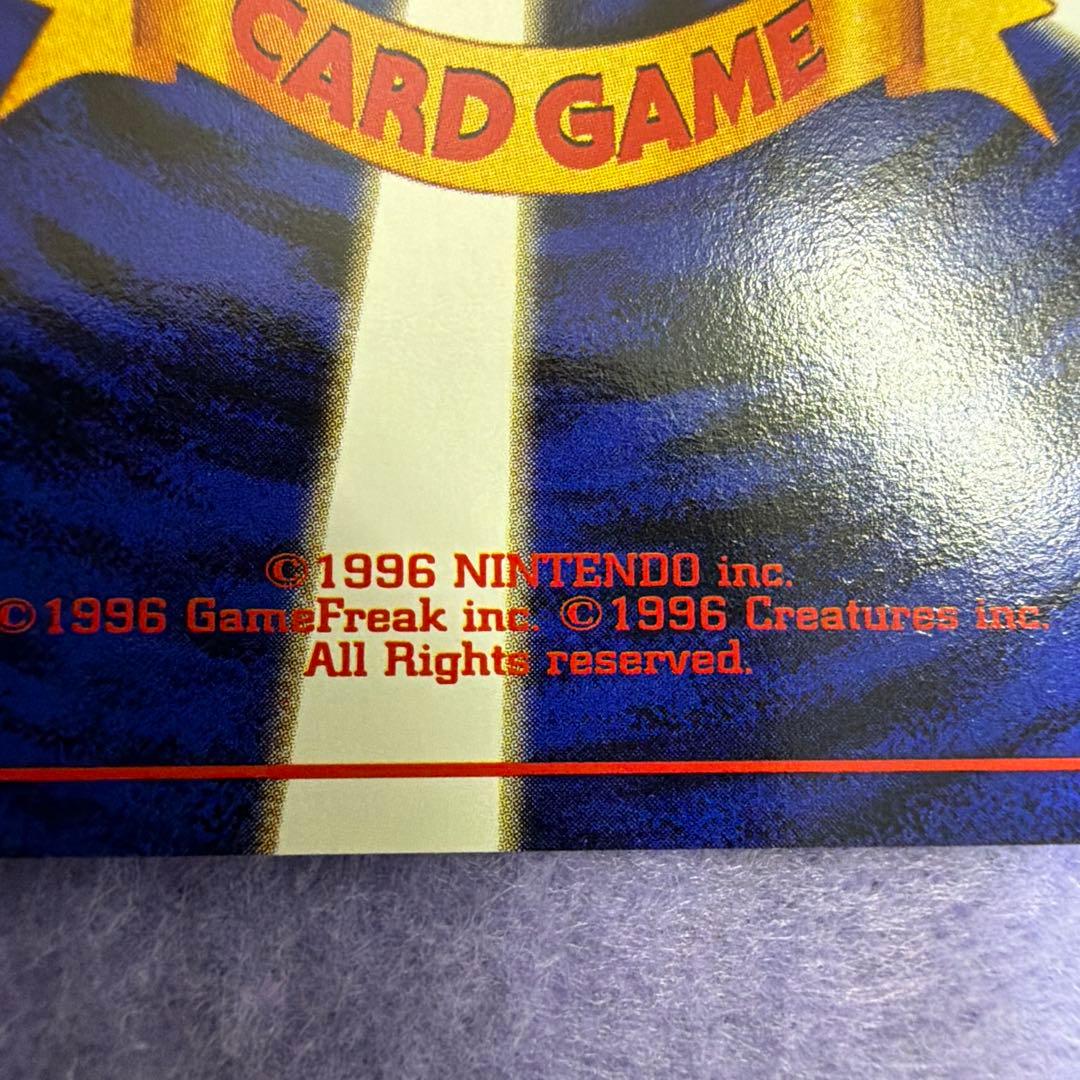 CARD GAME
©1996 NINTENDO inc.
©1996 GameFreak inc. ©1996 Creatures inc.
All Rights reserved.